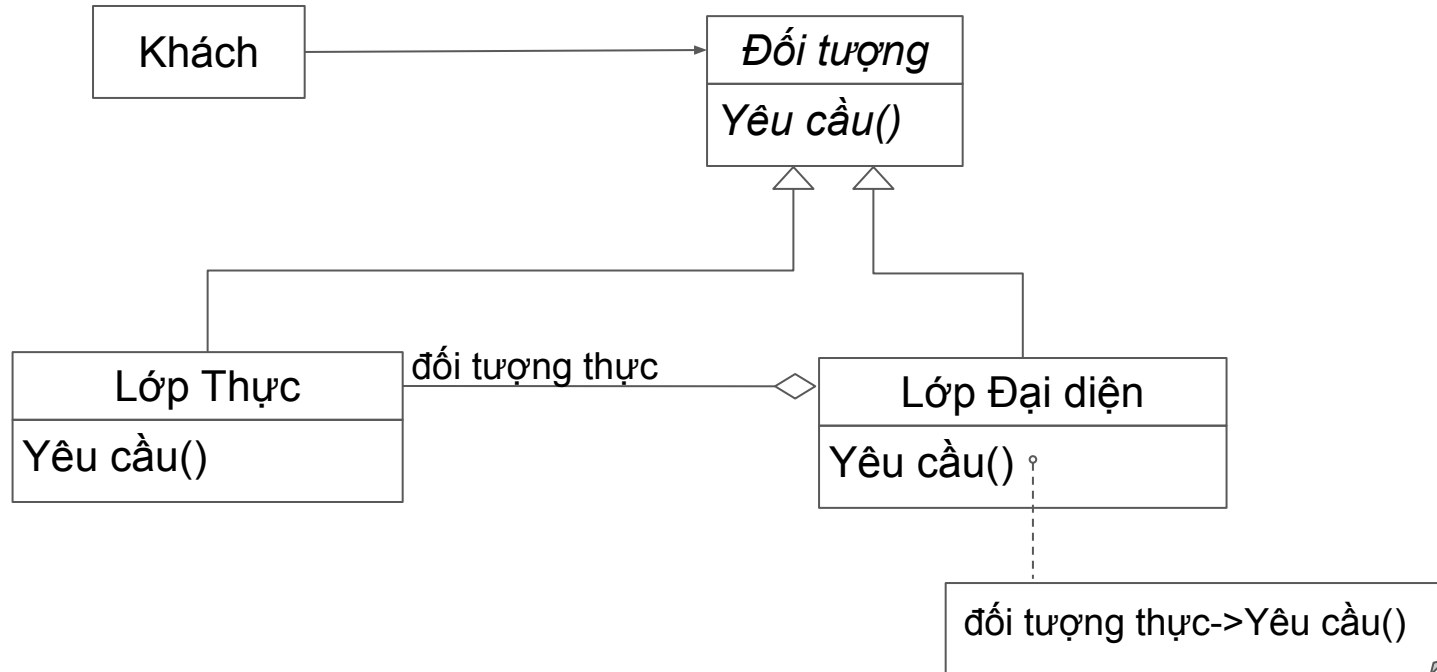 Khách
Đối tượng
Yêu cầu()
đối tượng thực
Lớp Thực
Yêu cầu()
Lớp Đại diện
Yêu cầu()
đối tượng thực->Yêu cầu()